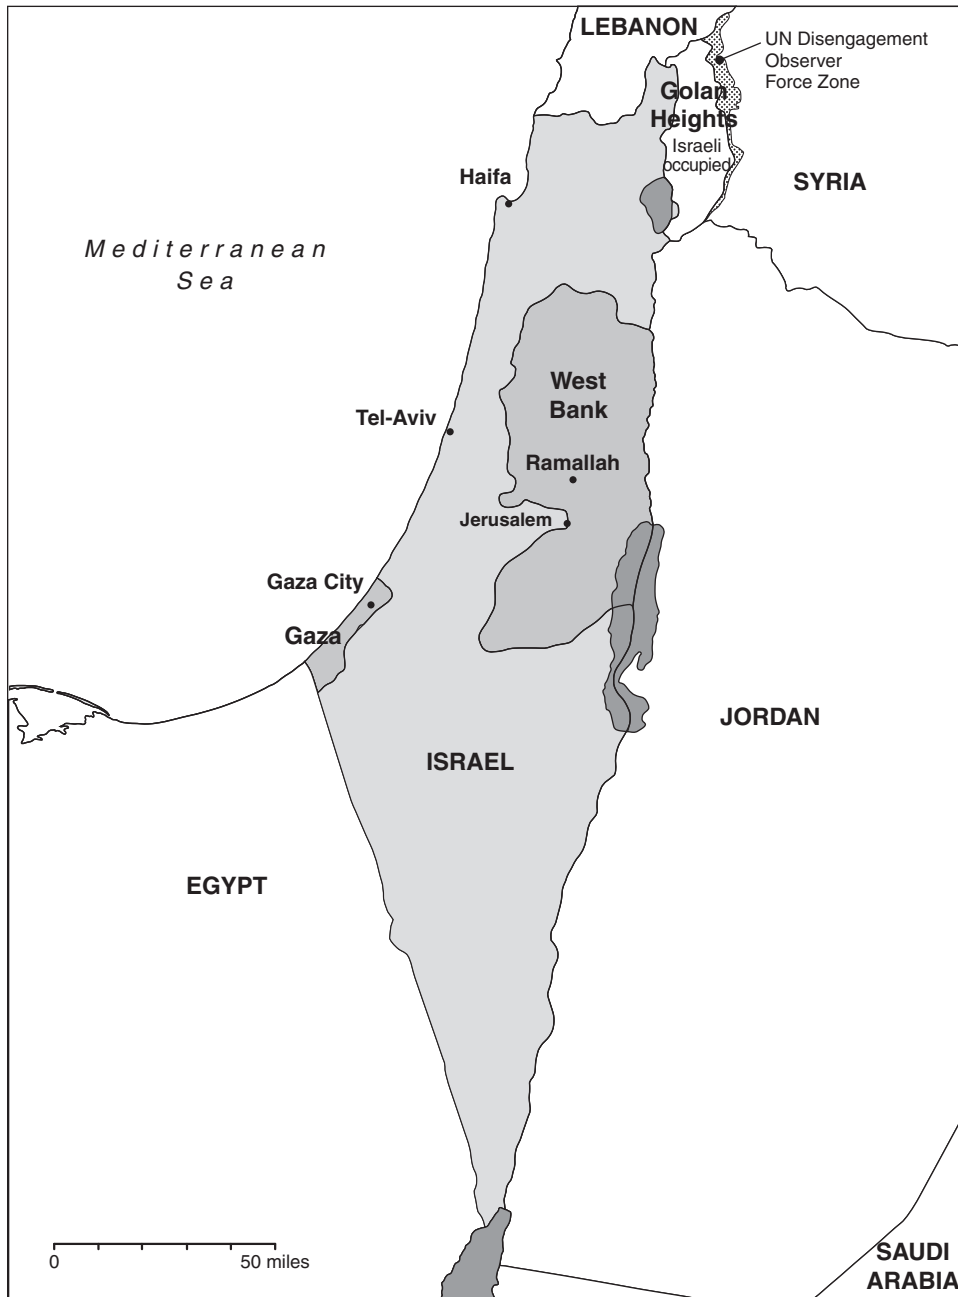 LEBANON
UN Disengagement
Observer
Force Zone
Golan
Heights
Israeli
occupied
SYRIA
Haifa
Mediterranean
Sea
West
Bank
Tel-Aviv
Ramallah
Jerusalem
Gaza City
Gaza
JORDAN
ISRAEL
EGYPT
0
50 miles
SAUDI
ARABIA